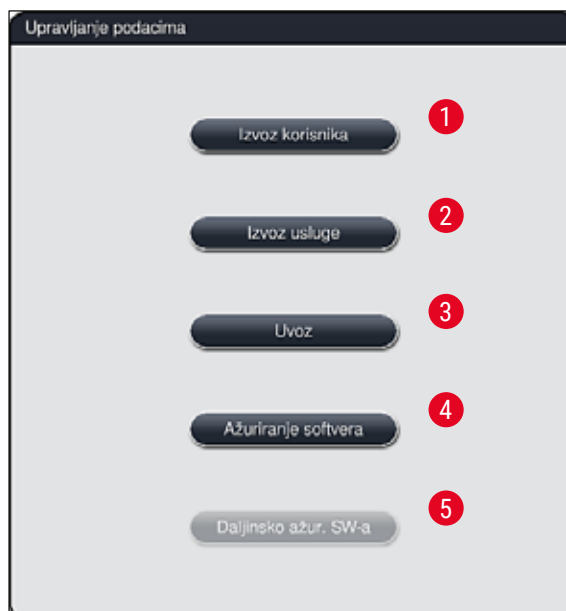 Upravljanje podacima
Izvoz korisnika
1
Izvoz usluge
2
Uvoz
3
Ažuriranje softvera
4
Daljinsko ažur. SW-a
5